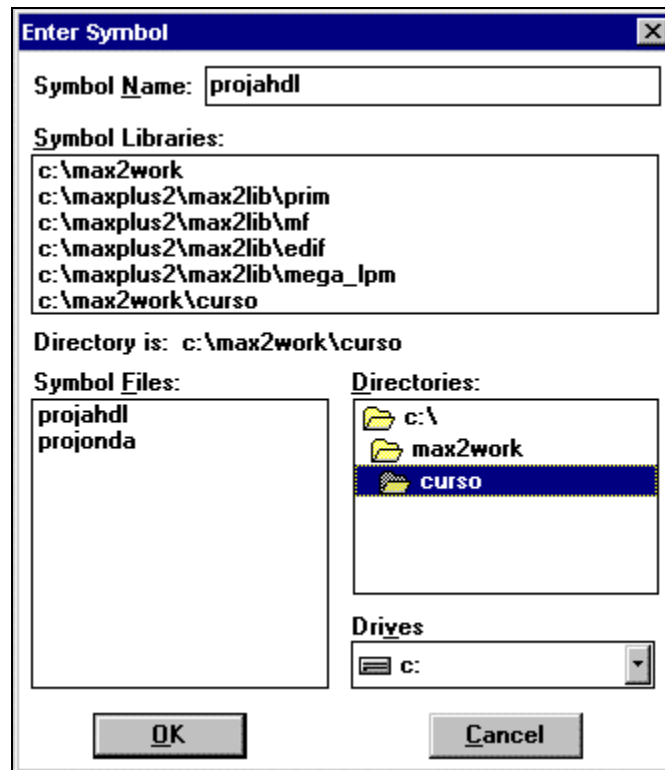 Enter Symbol
Symbol Name: projahdl
Symbol Libraries:
c:\max2work
c:\maxplus2\max2lib\prim
c:\maxplus2\max2lib\mf
c:\maxplus2\max2lib\edif
c:\maxplus2\max2lib\mega_lpm
c:\max2work\curso
Directory is: c:\max2work\curso
Symbol Files:
projahdl
projonda
Directories:
c:\
max2work
curso
Drives
c:
OK
Cancel